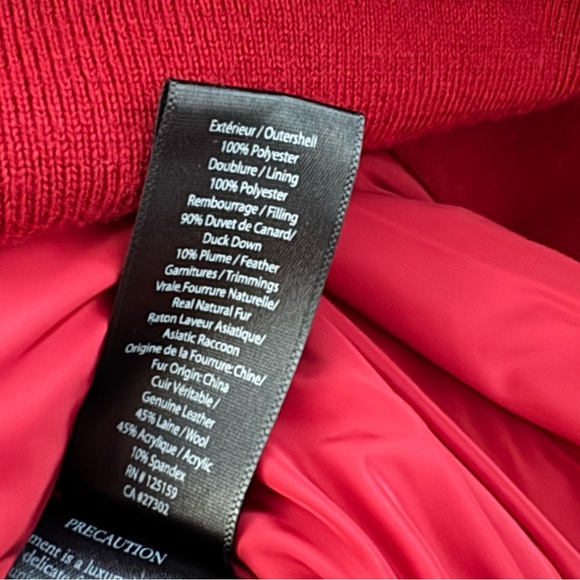 Extérieur / Outershell
100% Polyester
Doublure / Lining
100% Polyester
Rembourrage / Filling
90% Duvet de Canard/
Duck Down
10% Plume / Feather
Garnitures / Trimmings
Vraie Fourrure Naturelle/
Real Natural Fur
Raton Laveur Asiatique/
Asiatic Raccoon
Origine de la Fourrure: Chine/
Fur Origin: China
Cuir Véritable /
Genuine Leather
45% Laine / Wool
45% Acrylique / Acrylic
10% Spandex
RN # 125159
CA #27302
PRECAUTION
is a
delicate